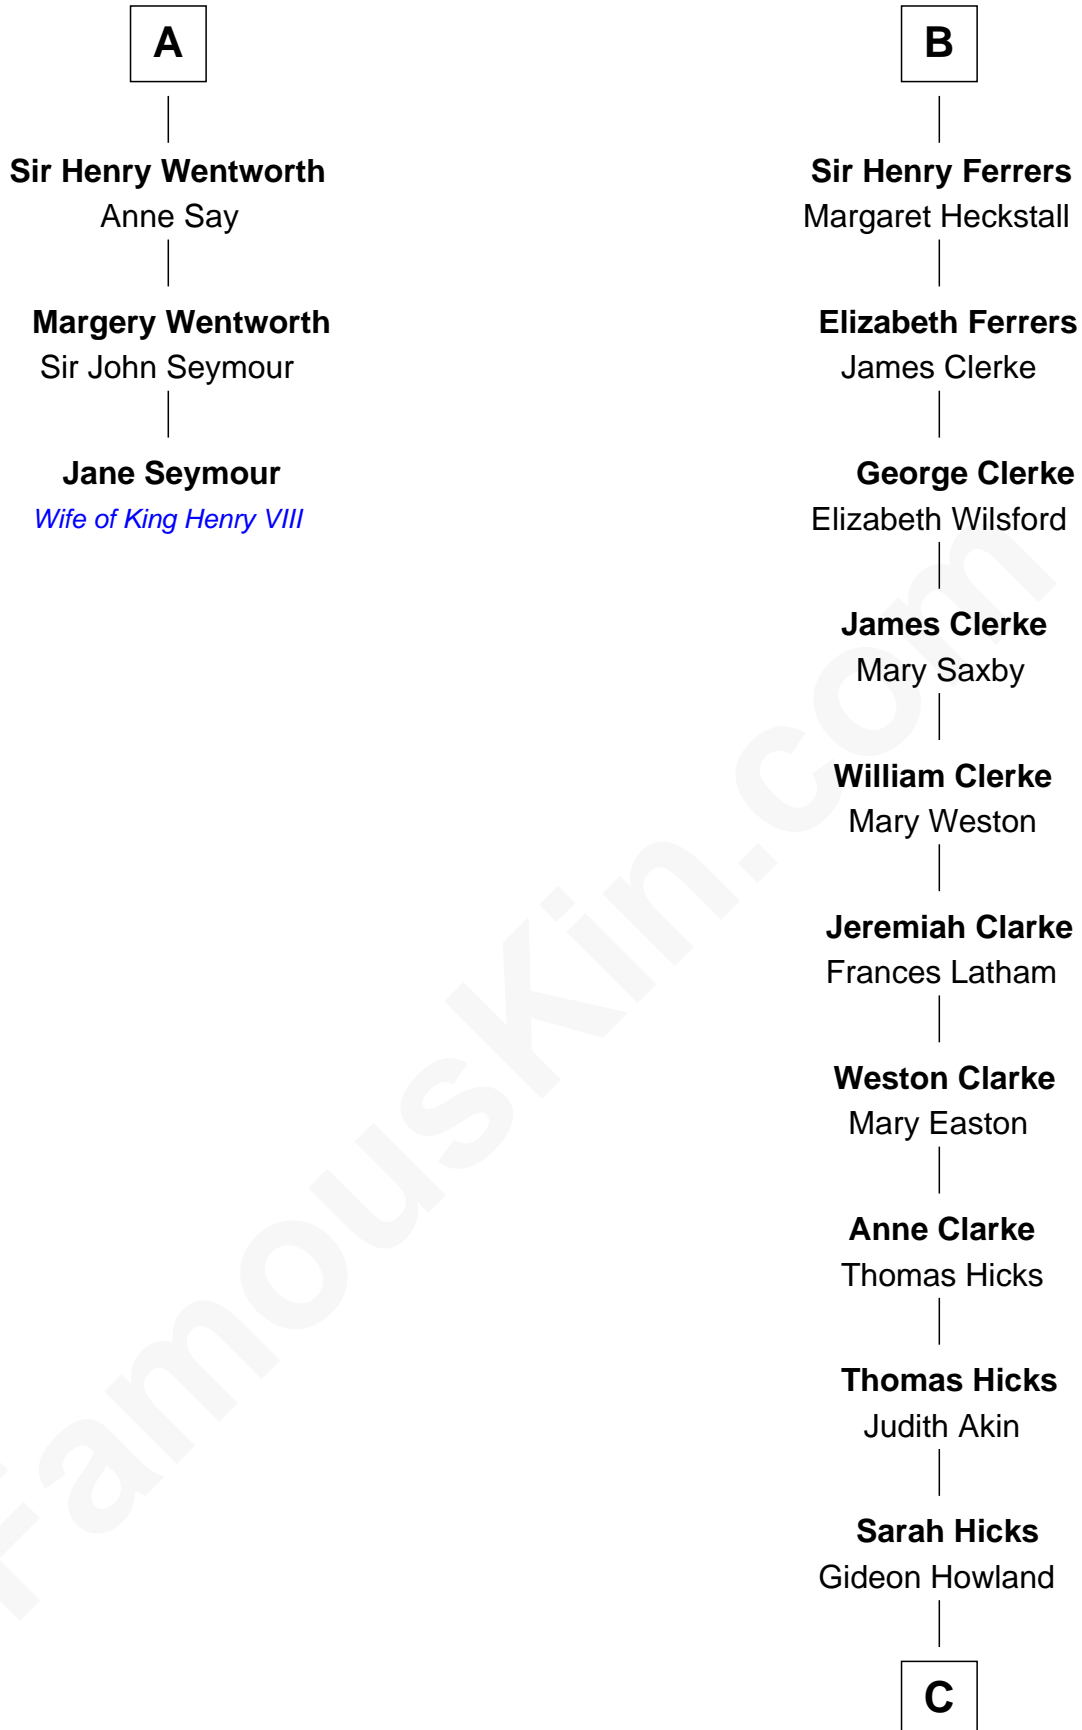 A
Sir Henry Wentworth
Anne Say
Margery Wentworth
Sir John Seymour
Jane Seymour
Wife of King Henry VIII
B
Sir Henry Ferrers
Margaret Heckstall
Elizabeth Ferrers
James Clerke
George Clerke
Elizabeth Wilsford
James Clerke
Mary Saxby
William Clerke
Mary Weston
Jeremiah Clarke
Frances Latham
Weston Clarke
Mary Easton
Anne Clarke
Thomas Hicks
Thomas Hicks
Judith Akin
Sarah Hicks
Gideon Howland
C
FamousKin.com